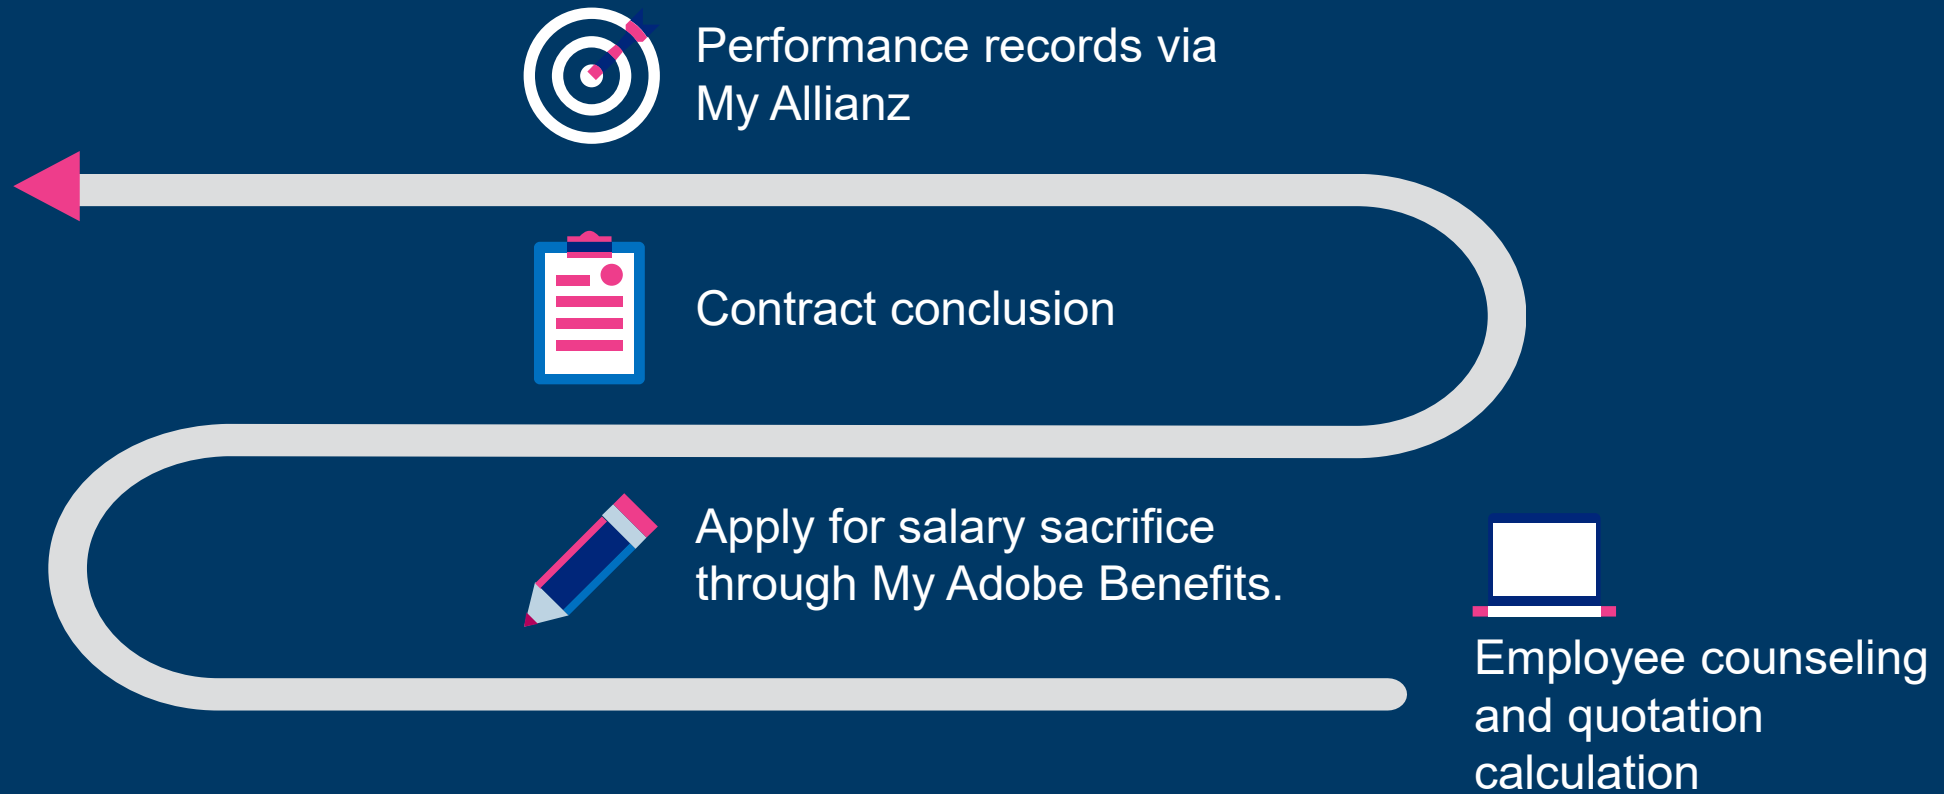 Performance records via
My Allianz
Contract conclusion
Apply for salary sacrifice
through My Adobe Benefits.
Employee counseling
and quotation
calculation